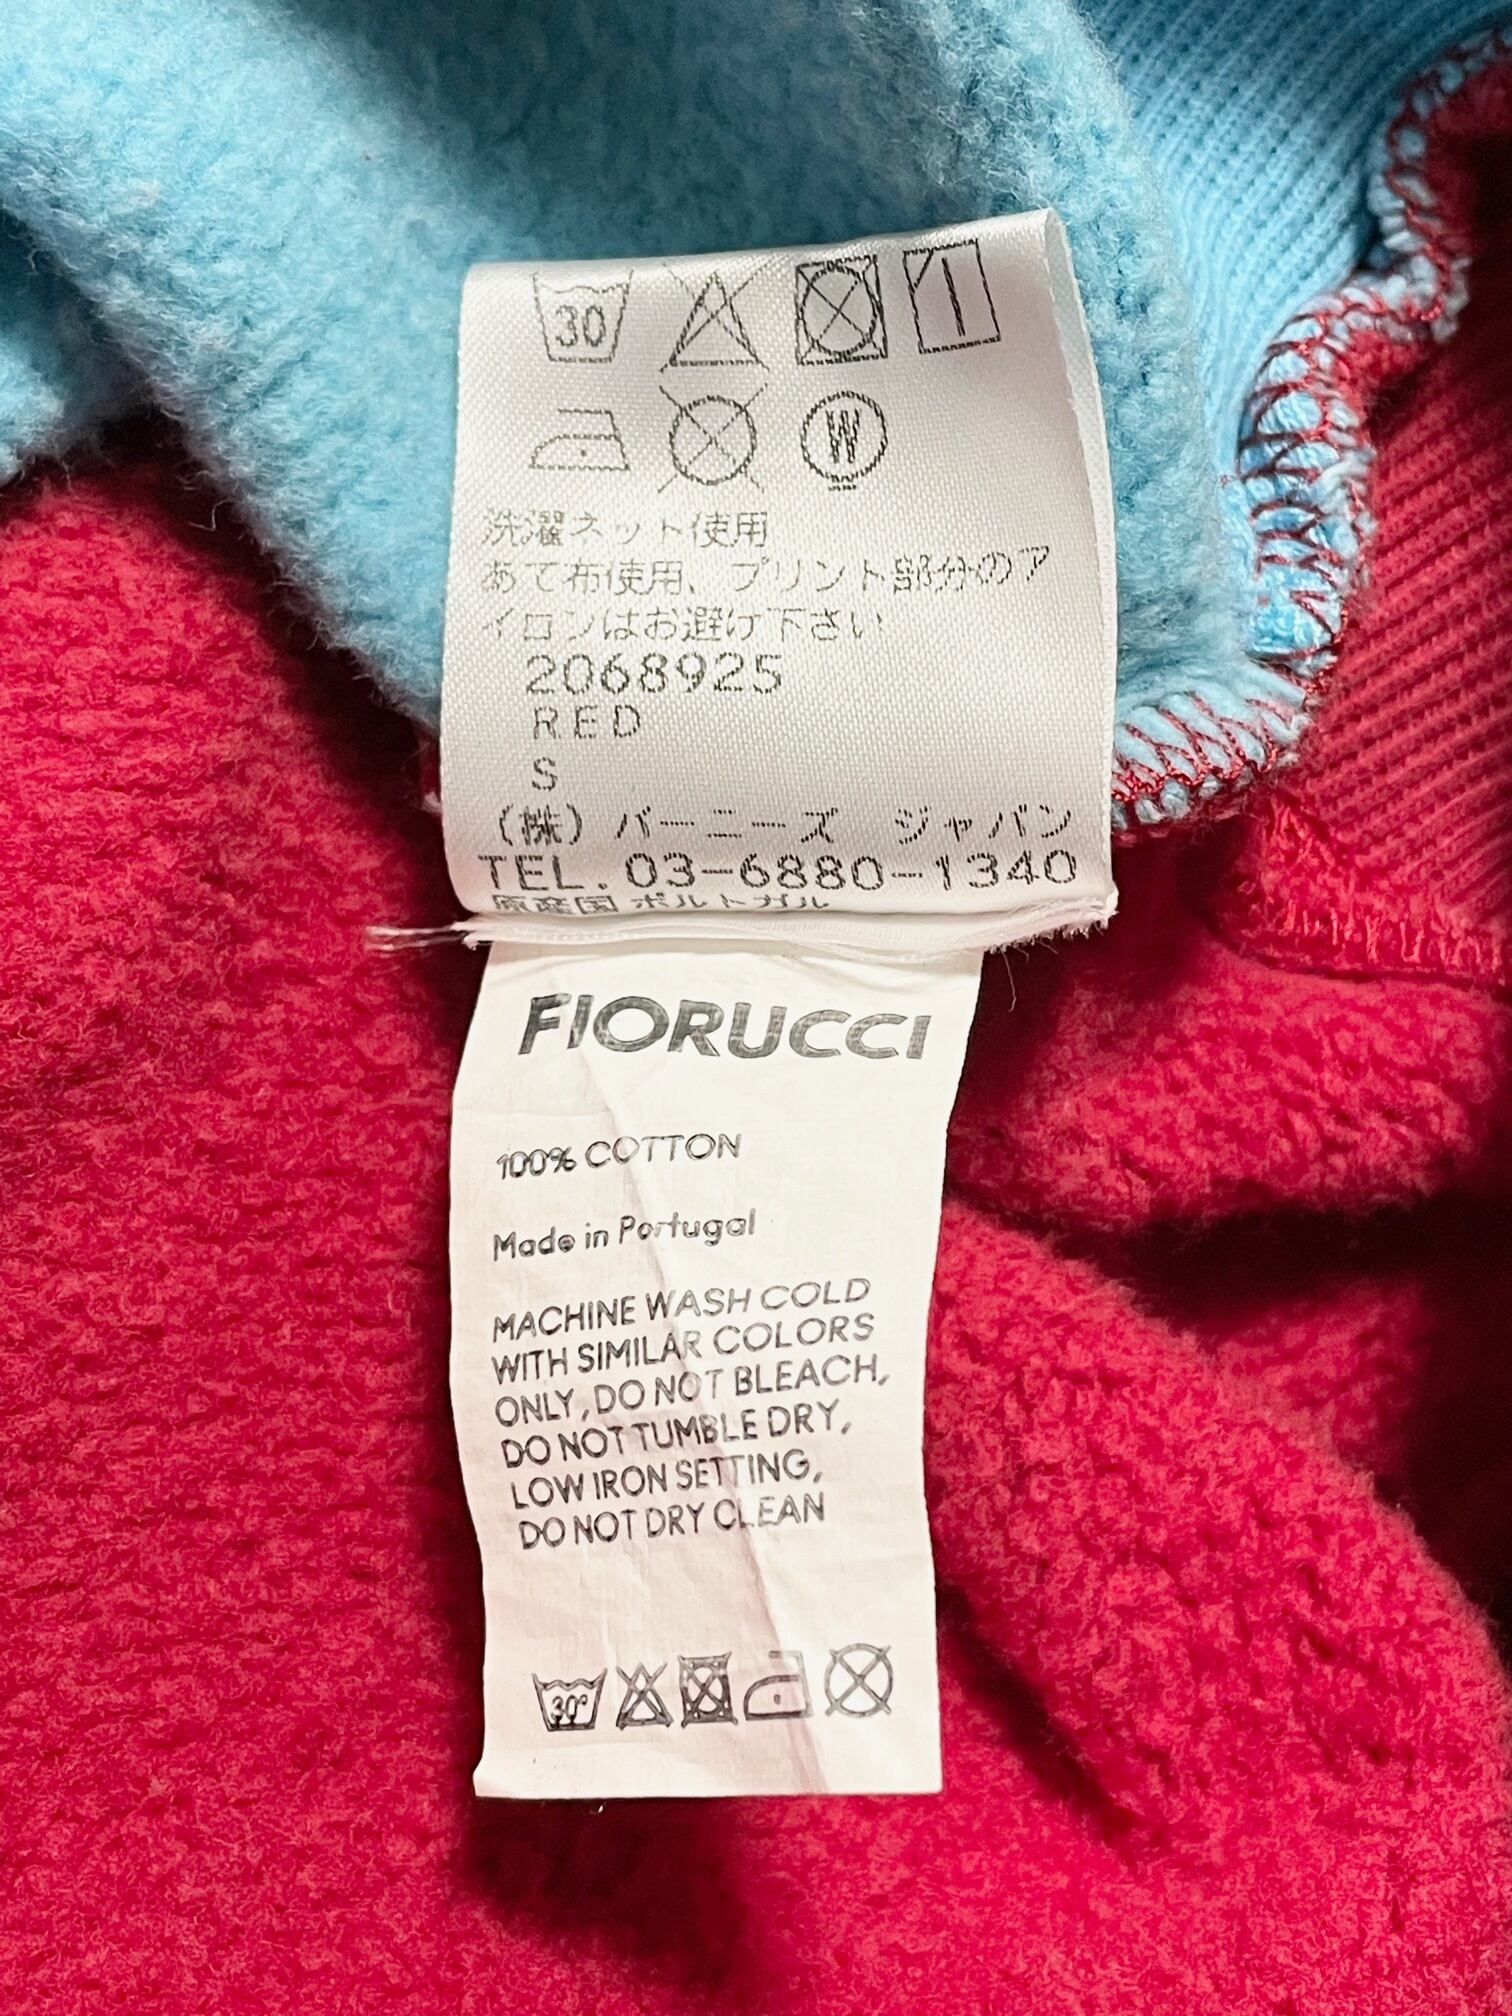 30
W
洗濯ネット使用
あて布使用、プリント部分のア
イロンはお避け下さい
2068925
RED
S
（株）バーニーズ ジャパン
TEL.03-6880-1340
原産国 ポルトガル
FIORUCCI
100% COTTON
Made in Portugal
MACHINE WASH COLD
WITH SIMILAR COLORS
ONLY, DO NOT BLEACH,
DO NOT TUMBLE DRY,
LOW IRON SETTING,
DO NOT DRY CLEAN
30°